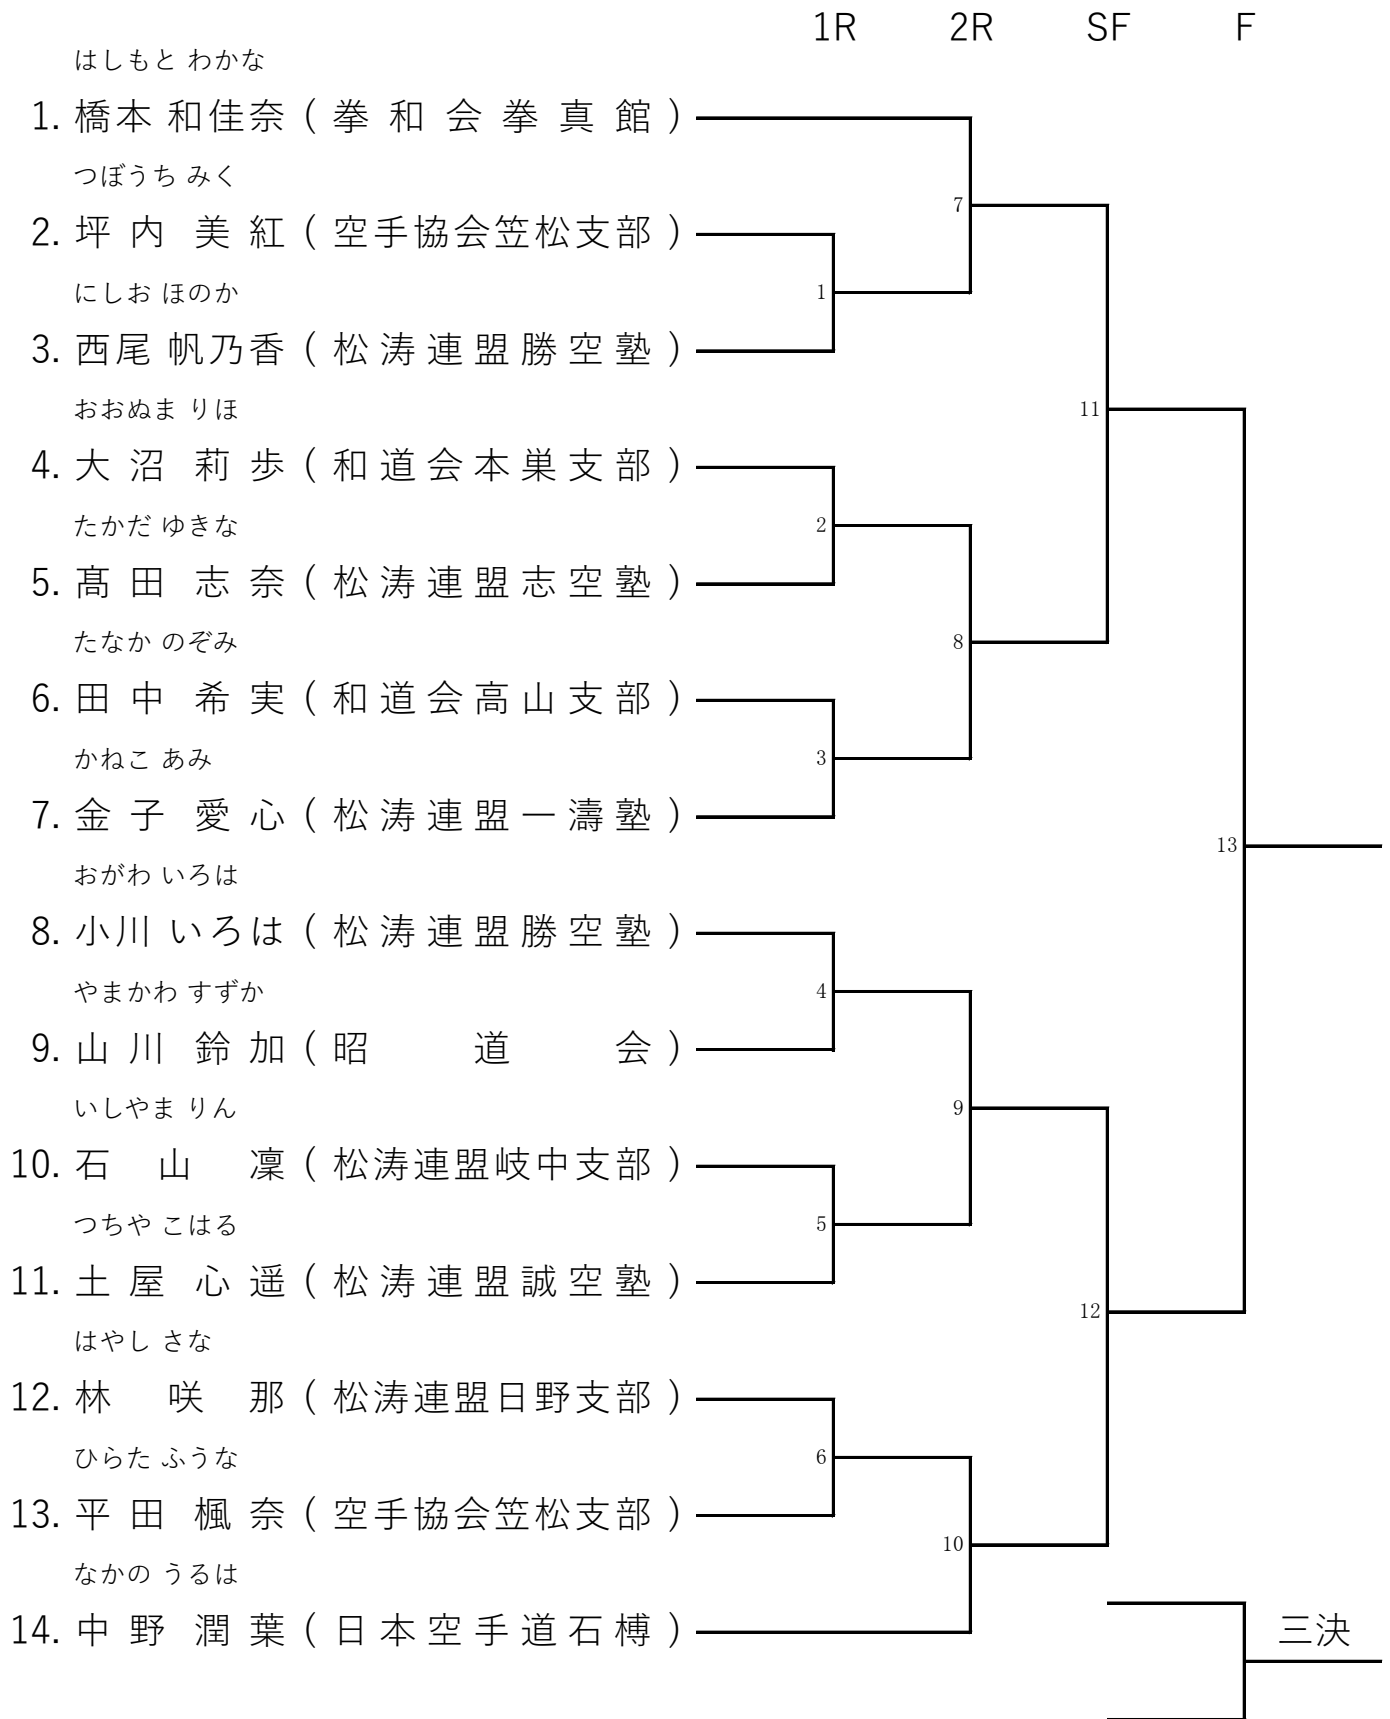 1R 2R SF F
はしもと わかな
1. 橋本 和佳奈 ( 拳和会拳真館 )
つぼうち みく
7
2. 坪内 美紅 ( 空手協会笠松支部 )
にしお ほのか
1
3. 西尾 帆乃香 ( 松涛連盟勝空塾 )
おおぬま りほ
11
4. 大沼 莉歩 ( 和道会本巣支部 )
たかだ ゆきな
2
5. 髙田 志奈 ( 松涛連盟志空塾 )
たなか のぞみ
8
6. 田中 希実 ( 和道会高山支部 )
かねこ あみ
3
7. 金子 愛心 ( 松涛連盟一濤塾 )
13
おがわ いろは
8. 小川 いろは ( 松涛連盟勝空塾 )
やまかわ すずか
4
9. 山川 鈴加 ( 昭道会 )
いしやま りん
9
10. 石山 凜 ( 松涛連盟岐中支部 )
つちや こはる
5
11. 土屋 心遥 ( 松涛連盟誠空塾 )
12
はやし さな
12. 林 咲那 ( 松涛連盟日野支部 )
ひらた ふうな
6
13. 平田 楓奈 ( 空手協会笠松支部 )
10
なかの うるは
14. 中野 潤葉 ( 日本空手道石榑 )
三決